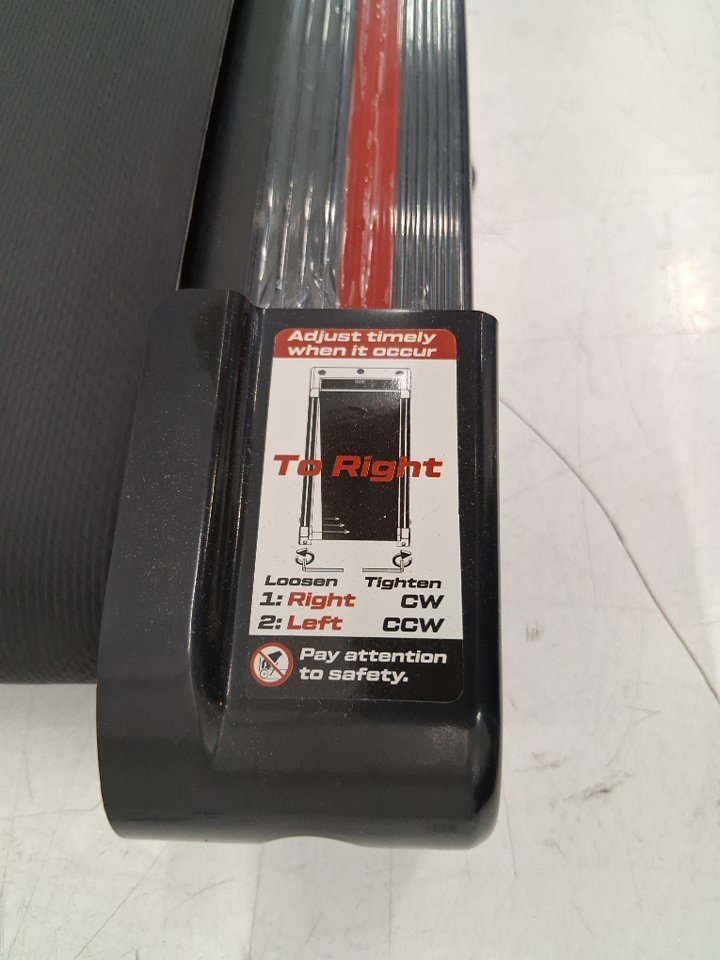 Adjust timely
when it occur
To Right
Loosen Tighten
1: Right CW
2: Left CCW
Pay attention
to safety.